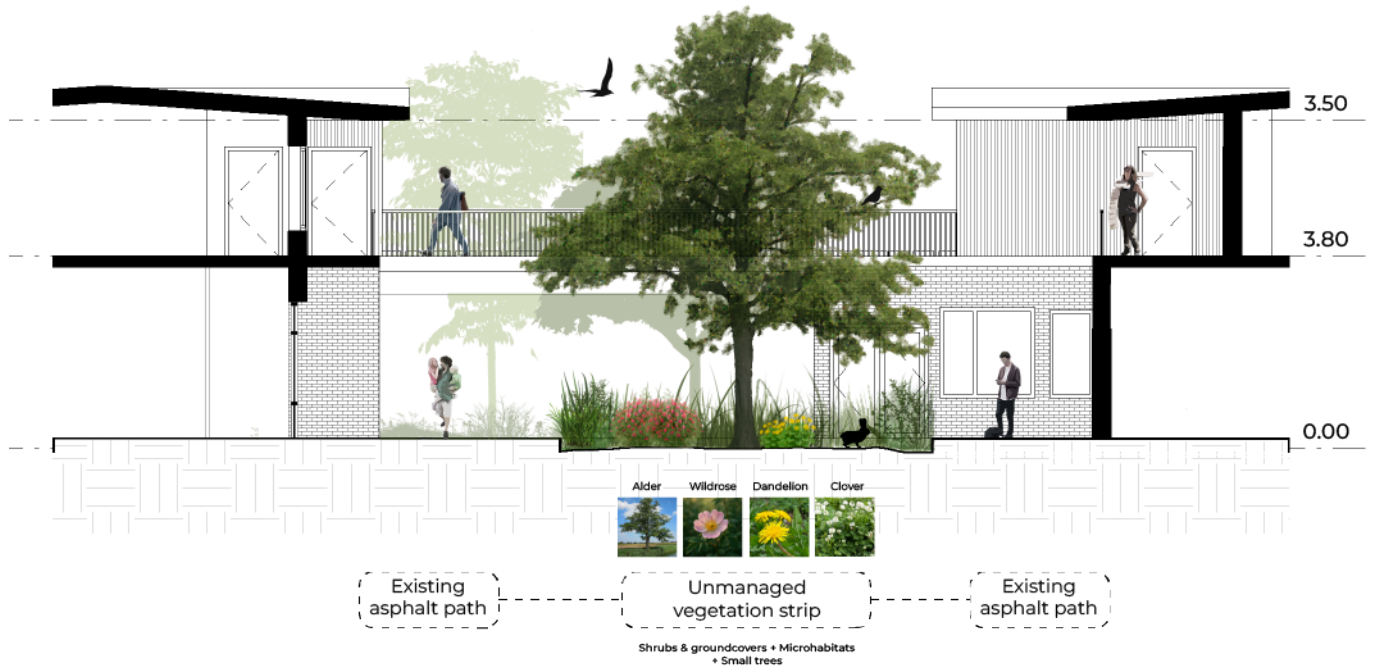 3.50
3.80
0.00
Alder
Wildrose
Dandelion
Clover
Existing
asphalt path
Unmanaged
vegetation strip
Existing
asphalt path
Shrubs & groundcovers + Microhabitats
+ Small trees